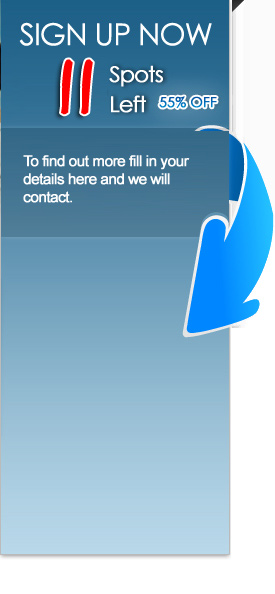 SIGN UP NOW
11 Spots
Left 55% OFF
To find out more fill in your
details here and we will
contact.